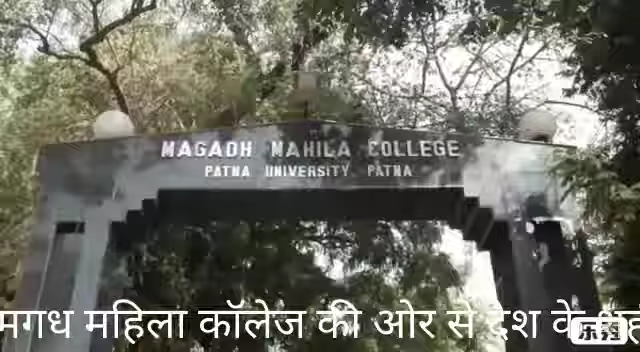 MAGADH MAHILA COLLEGE
PATNA UNIVERSITY, PATNA
मगध महिला कॉलेज की ओर से देश के